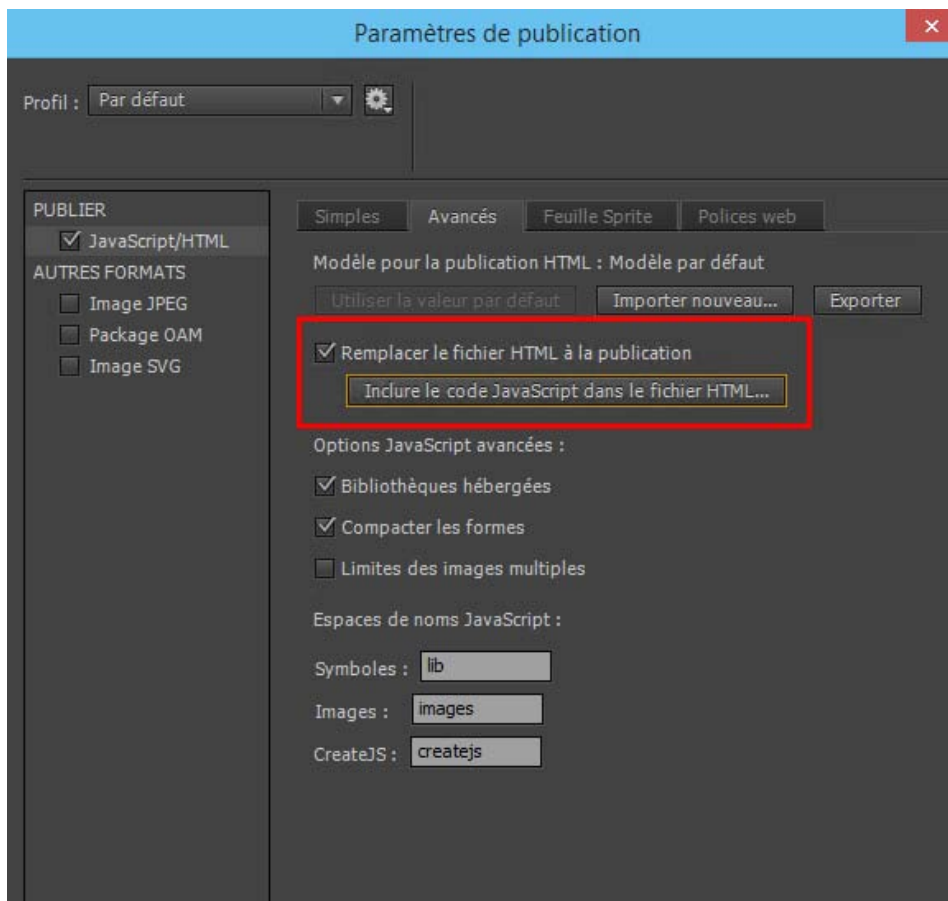 Paramètres de publication
Profil : Par défaut
PUBLIER
JavaScript/HTML
AUTRES FORMATS
Image JPEG
Package OAM
Image SVG
Simples Avancés Feuille Sprite Polices web
Modèle pour la publication HTML : Modèle par défaut
Utiliser la valeur par défaut Importer nouveau... Exporter
Remplacer le fichier HTML à la publication
Inclure le code JavaScript dans le fichier HTML...
Options JavaScript avancées :
Bibliothèques hébergées
Compacter les formes
Limites des images multiples
Espaces de noms JavaScript :
Symboles : lib
Images : images
CreateJS : createjs